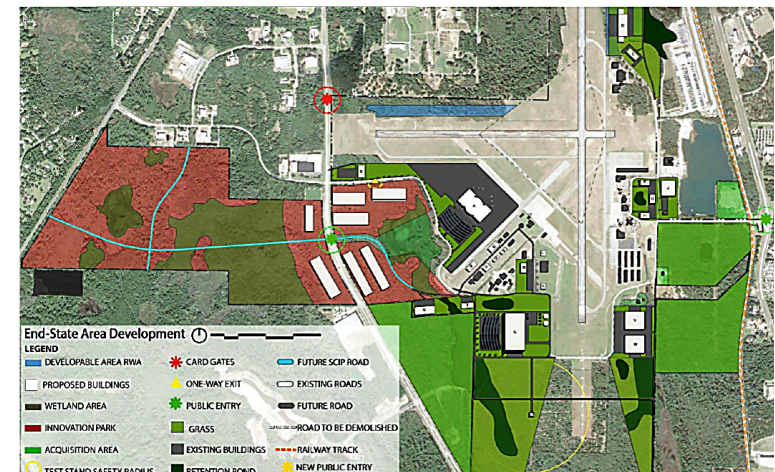 End-State Area Development
LEGEND
DEVELOPABLE AREA RWA
CARD GATES
FUTURE SCIP ROAD
PROPOSED BUILDINGS
ONE-WAY EXIT
EXISTING ROADS
WETLAND AREA
PUBLIC ENTRY
FUTURE ROAD
INNOVATION PARK
GRASS
ROAD TO BE DEMOLISHED
ACQUISITION AREA
EXISTING BUILDINGS
RAILWAY TRACK
TEST STAND SAFETY RADIUS
RETENTION POND
NEW PUBLIC ENTRY